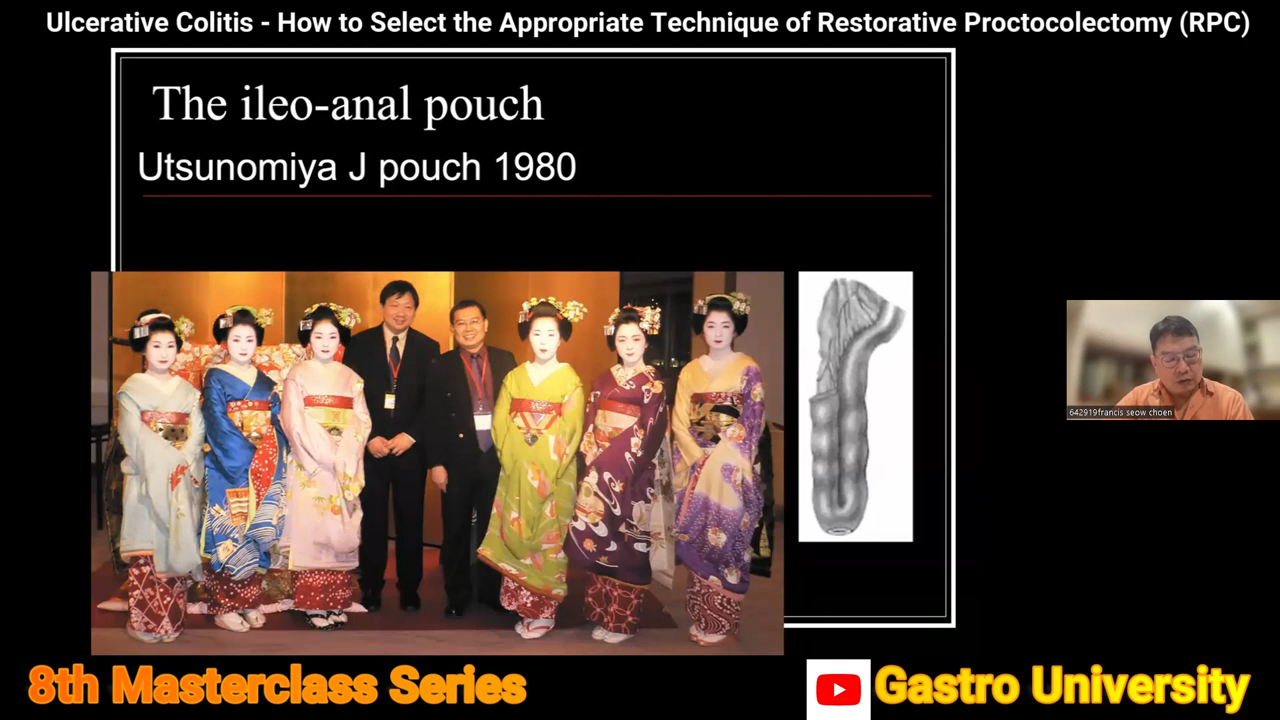 Ulcerative Colitis - How to Select the Appropriate Technique of Restorative Proctocolectomy (RPC)
The ileo-anal pouch
Utsunomiya J pouch 1980
642919francis seow choen
8th Masterclass Series
Gastro University